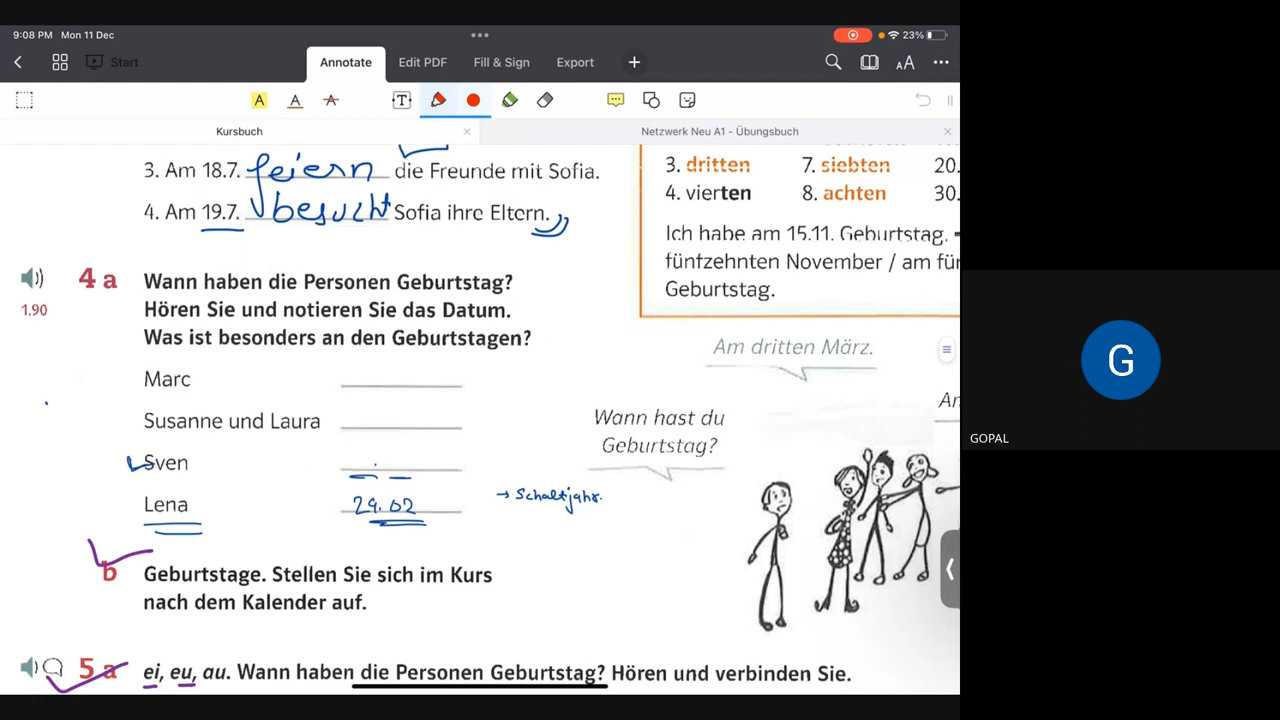 9:08 PM Mon 11 Dec
23%
Start
Annotate
Edit PDF
Fill & Sign
Export
Kursbuch
Netzwerk Neu A1 - Übungsbuch
3. Am 18.7. feiern die Freunde mit Sofia.
4. Am 19.7. besucht Sofia ihre Eltern.
3. dritten 7. siebten 20.
4. vierten 8. achten 30.
Ich habe am 15.11. Geburtstag.
fünfzehnten November / am fü
Geburtstag.
1.90
4 a Wann haben die Personen Geburtstag?
Hören Sie und notieren Sie das Datum.
Was ist besonders an den Geburtstagen?
Marc
Susanne und Laura
Sven
Lena 29.02 → Schaltjahr.
Am dritten März.
Wann hast du
Geburtstag?
b Geburtstage. Stellen Sie sich im Kurs
nach dem Kalender auf.
5 a ei, eu, au. Wann haben die Personen Geburtstag? Hören und verbinden Sie.
G
GOPAL